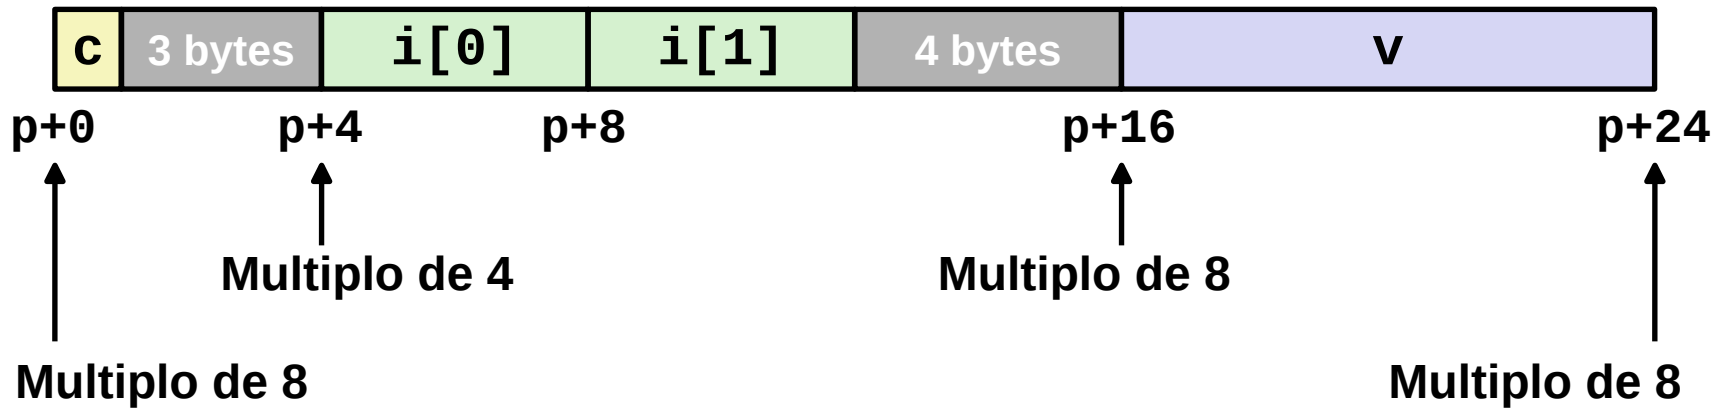 c 3 bytes i[0] i[1] 4 bytes v
p+0 p+4 p+8 p+16 p+24
Multiplo de 4 Multiplo de 8
Multiplo de 8 Multiplo de 8